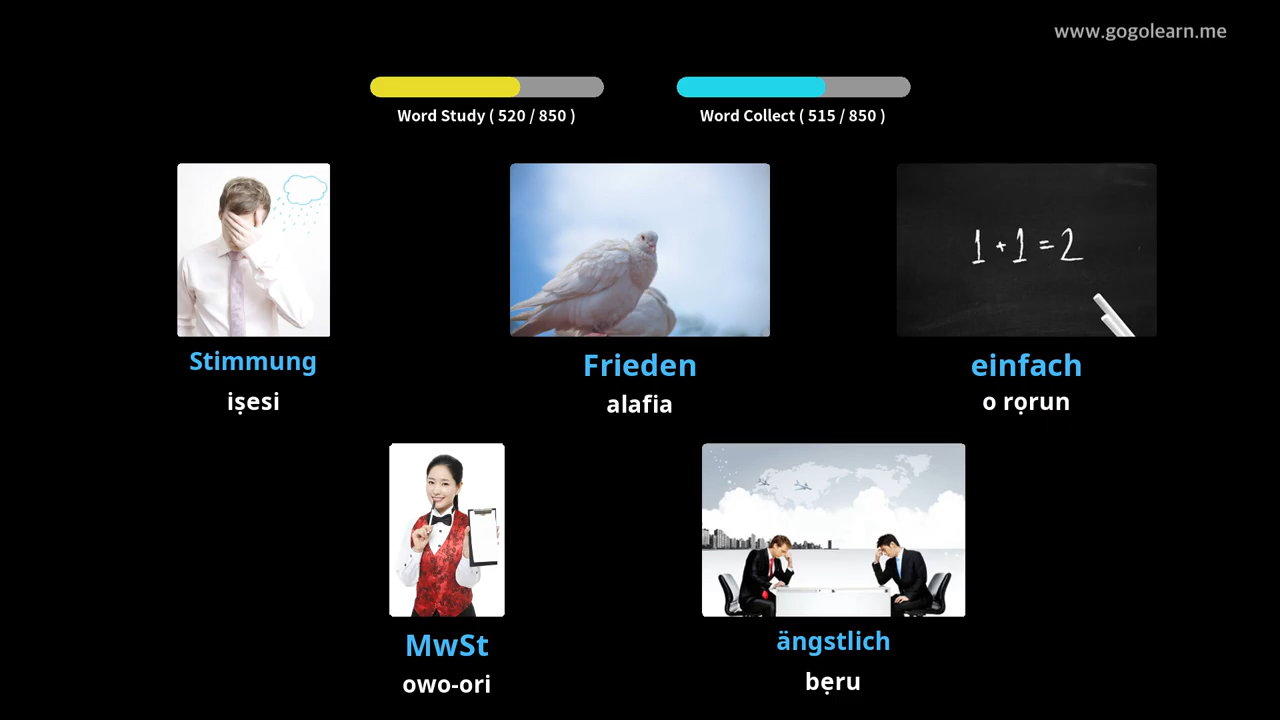 www.gogolearn.me
Word Study ( 520 / 850 )
Word Collect ( 515 / 850 )
1 + 1 = 2
Stimmung
iṣesi
Frieden
alafia
einfach
o rọrun
MwSt
owo-ori
ängstlich
bẹru